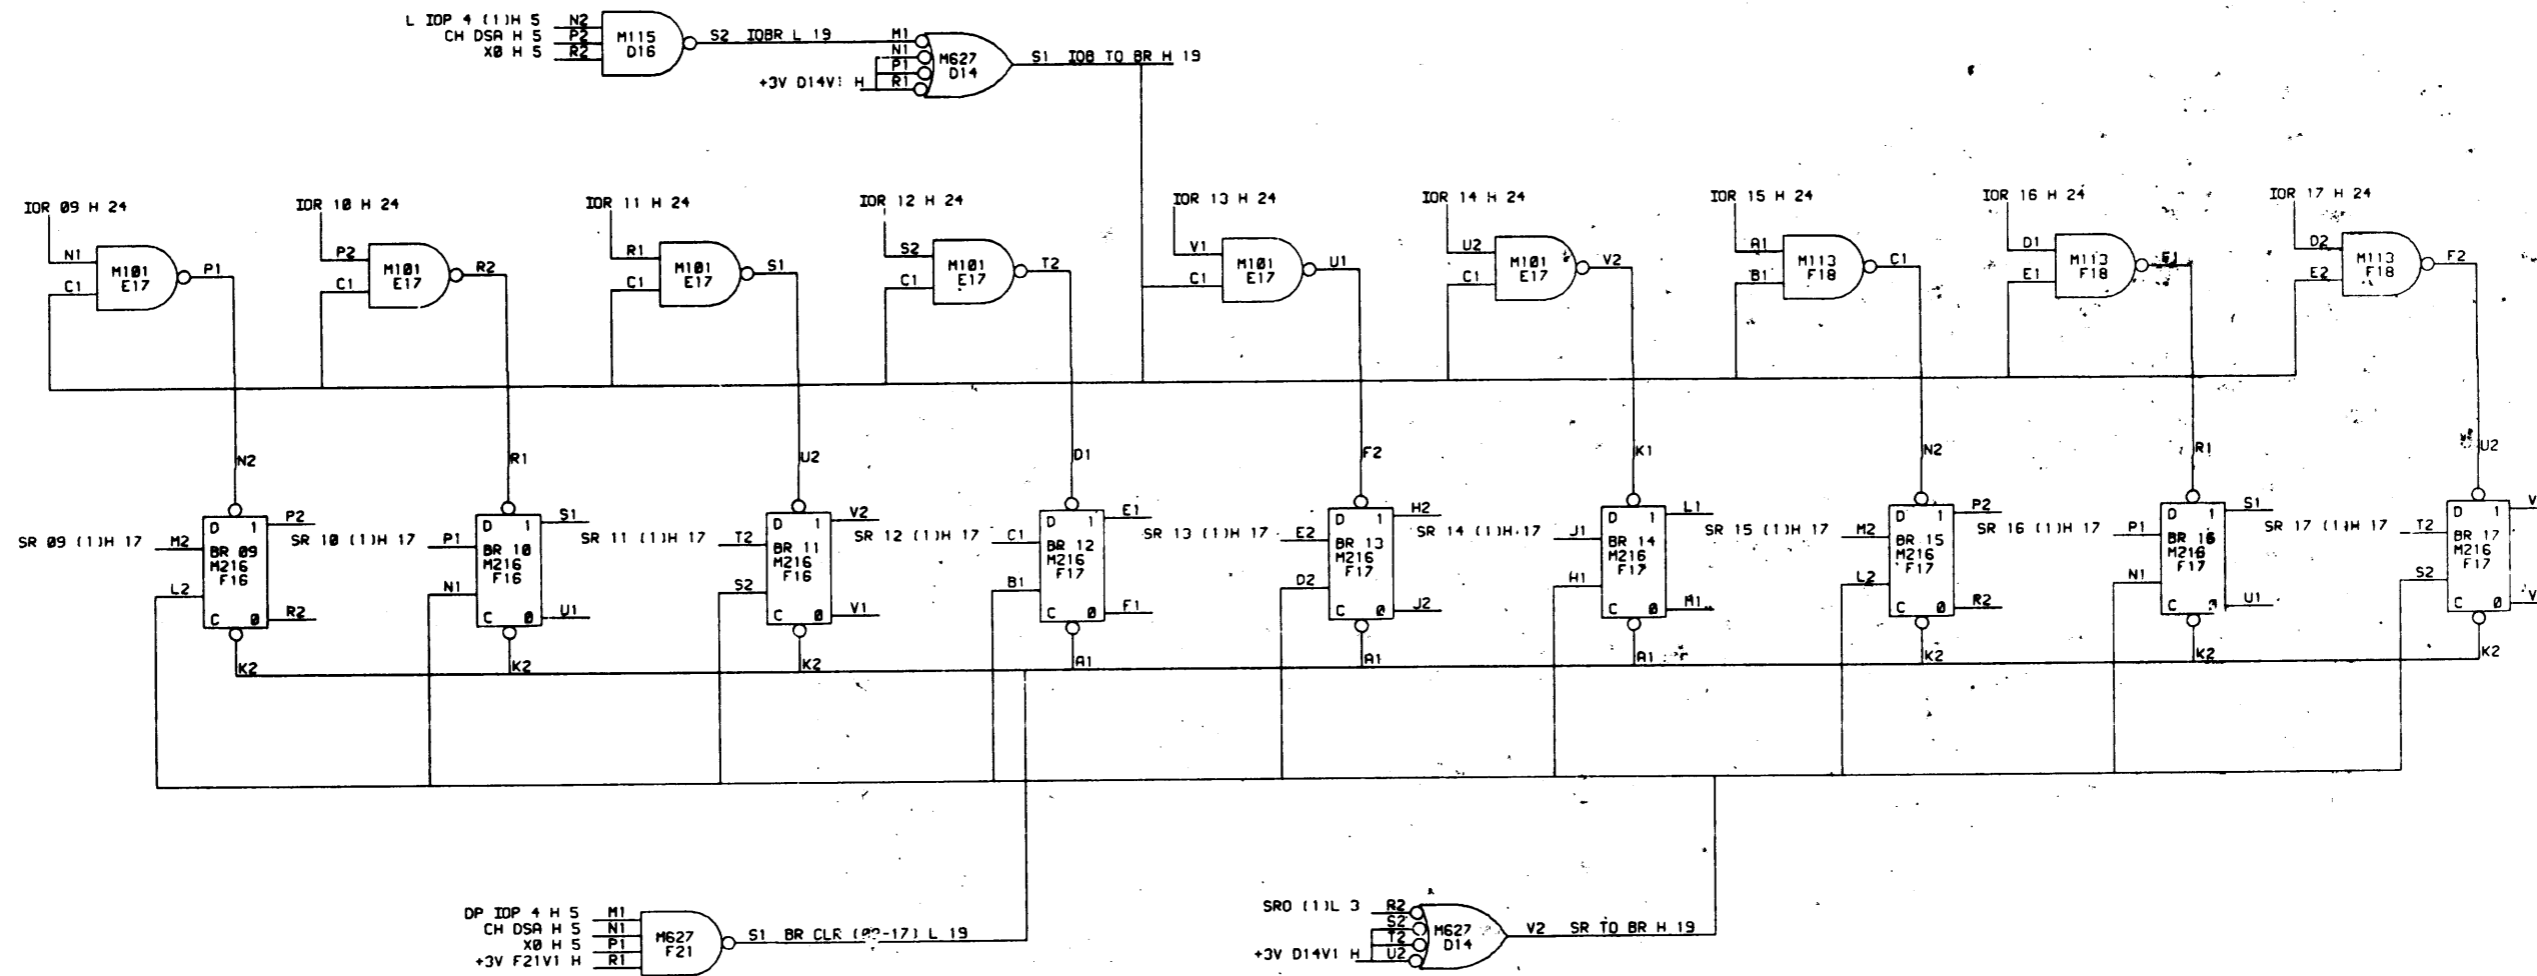 L IOP 4 (1)H 5 N2
CH DSA H 5 P2
X0 H 5 R2
M115
D16
S2 IOBR L 19
M1
N1
P1
+3V D14V1 H R1
M627
D14
S1 IOB TO BR H 19
IOR 09 H 24
IOR 10 H 24
IOR 11 H 24
IOR 12 H 24
IOR 13 H 24
IOR 14 H 24
IOR 15 H 24
IOR 16 H 24
IOR 17 H 24
N1 C1 M101 E17 P1
P2 C1 M101 E17 R2
R1 C1 M101 E17 S1
S2 C1 M101 E17 T2
V1 C1 M101 E17 U1
U2 C1 M101 E17 V2
A1 B1 M113 F18 C1
D1 E1 M113 F18
D2 E2 M113 F18 F2
N2 R1 U2 D1 F2 K1 N2 R1 U2
SR 09 (1)H 17 M2 L2 D 1 BR 09 M216 F16 C 0 P2 R2 K2
SR 10 (1)H 17 P1 N1 D 1 BR 10 M216 F16 C 0 S1 U1 K2
SR 11 (1)H 17 T2 S2 D 1 BR 11 M216 F16 C 0 V2 V1 K2
SR 12 (1)H 17 C1 B1 D 1 BR 12 M216 F17 C 0 E1 F1 A1
SR 13 (1)H 17 E2 D2 D 1 BR 13 M216 F17 C 0 H2 J2 A1
SR 14 (1)H 17 J1 H1 D 1 BR 14 M216 F17 C 0 L1 M1 A1
SR 15 (1)H 17 M2 L2 D 1 BR 15 M216 F17 C 0 P2 R2 K2
SR 16 (1)H 17 P1 N1 D 1 BR 16 M216 F17 C 0 S1 U1 K2
SR 17 (1)H 17 T2 S2 D 1 BR 17 M216 F17 C 0 V V K2
DP IOP 4 H 5 M1
CH DSA H 5 N1
X0 H 5 P1
+3V F21V1 H R1
M627
F21
S1 BR CLR L 19
SRO (1)L 3 R2
S2
T2
+3V D14V1 H U2
M627
D14
V2 SR TO BR H 19